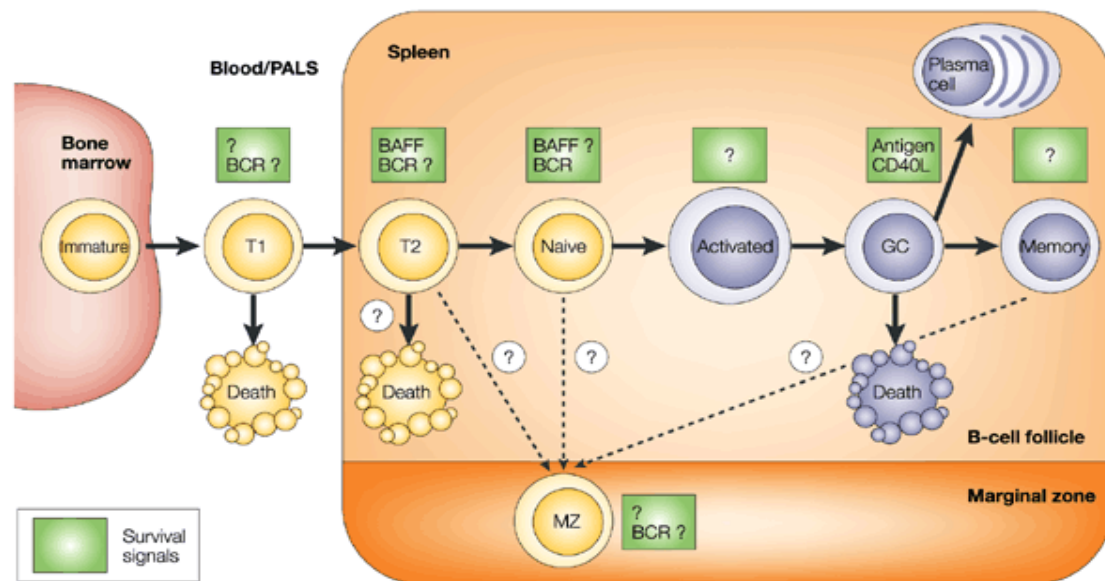 Spleen
Blood/PALS
Plasma
cell
Bone
marrow
?
BCR ?
BAFF
BCR ?
BAFF ?
BCR
?
Antigen
CD40L
?
Immature
T1
T2
Naive
Activated
GC
Memory
?
?
?
?
Death
Death
Death
B-cell follicle
Marginal zone
MZ
?
BCR ?
Survival
signals